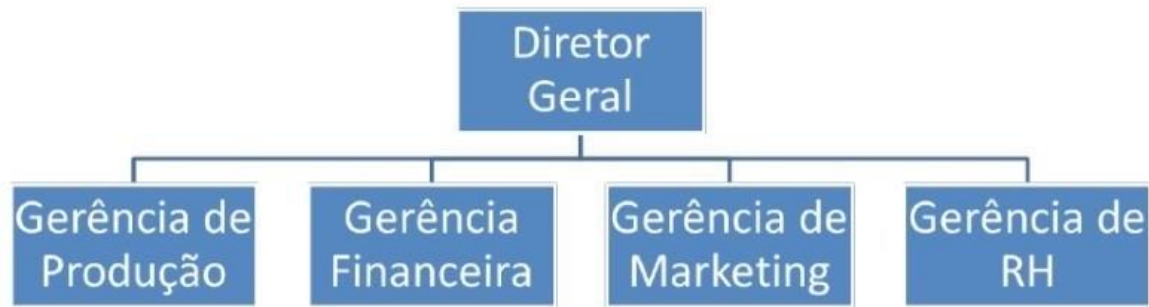 Diretor
Geral
Gerência de
Produção
Gerência
Financeira
Gerência de
Marketing
Gerência de
RH